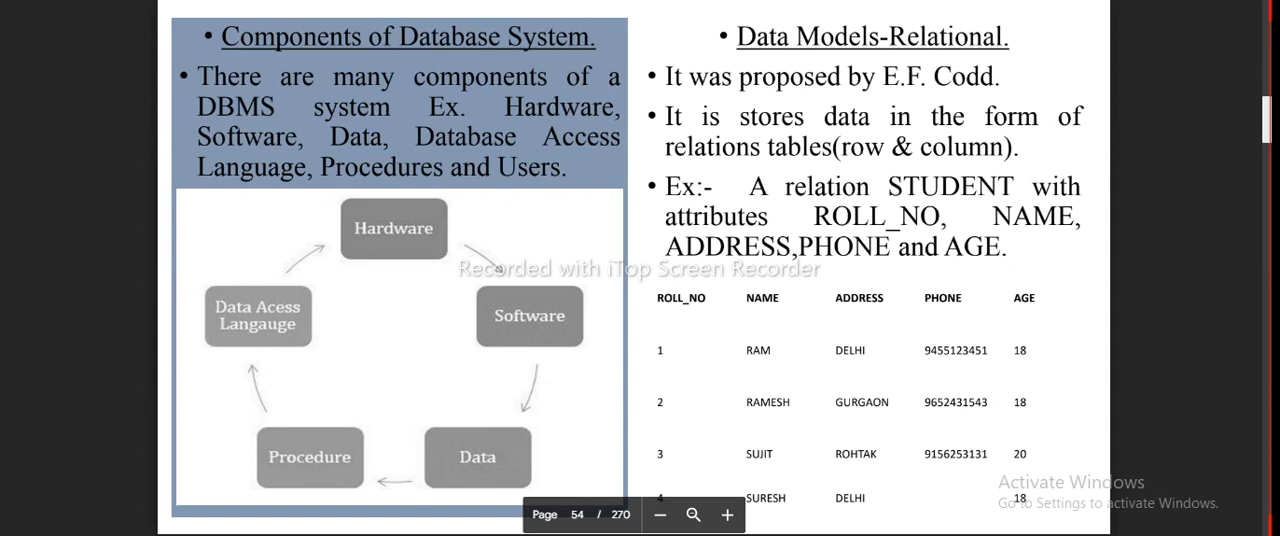 • Components of Database System.
• There are many components of a
DBMS system Ex. Hardware,
Software, Data, Database Access
Language, Procedures and Users.
Hardware
Software
Data
Procedure
Data Acess
Langauge
• Data Models-Relational.
• It was proposed by E.F. Codd.
• It is stores data in the form of
relations tables(row & column).
• Ex:- A relation STUDENT with
attributes ROLL_NO, NAME,
ADDRESS,PHONE and AGE.
Recorded with iTop Screen Recorder
ROLL_NO NAME ADDRESS PHONE AGE
1 RAM DELHI 9455123451 18
2 RAMESH GURGAON 9652431543 18
3 SUJIT ROHTAK 9156253131 20
4 SURESH DELHI 18
Activate Windows
Go to Settings to activate Windows.
Page 54 / 270